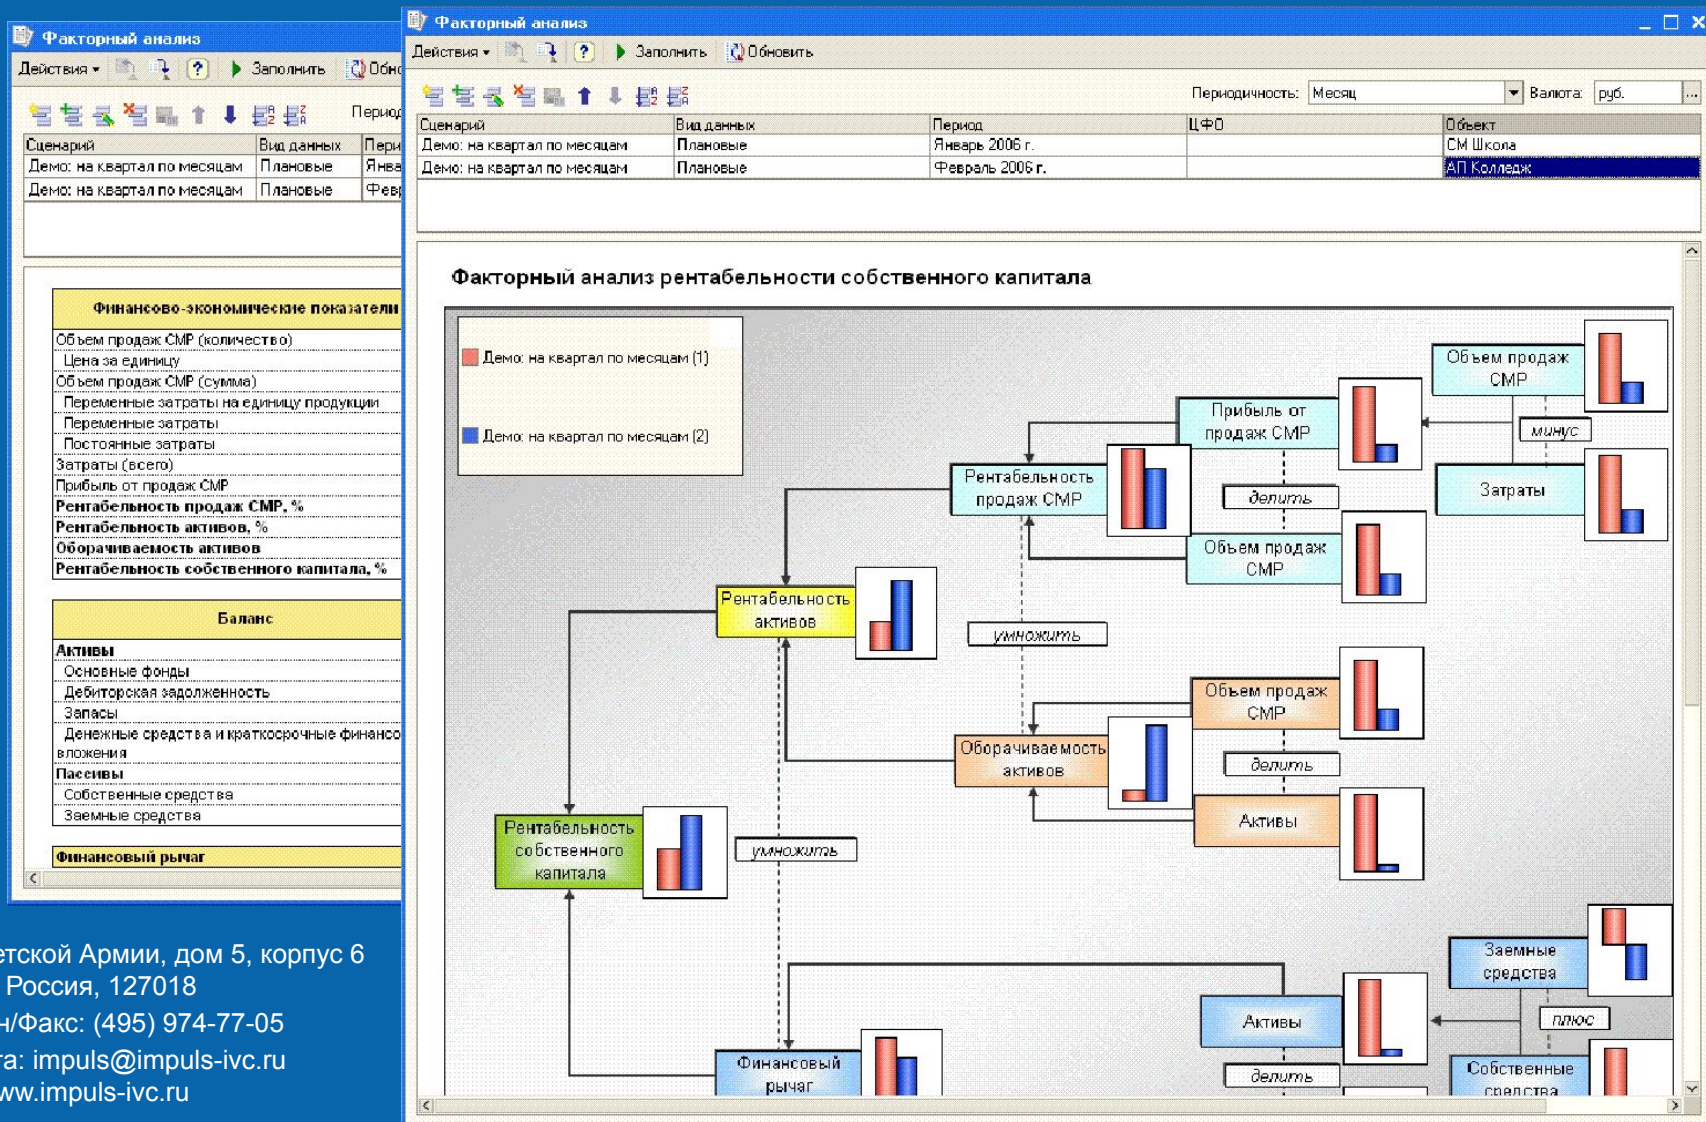 Факторный анализ
Действия
Заполнить
Сценарий Вид данных
Демо: на квартал по месяцам Плановые
Демо: на квартал по месяцам Плановые
Финансово-экономические показатели
Объем продаж СМР (количество)
Цена за единицу
Объем продаж СМР (сумма)
Переменные затраты на единицу продукции
Переменные затраты
Постоянные затраты
Затраты (всего)
Прибыль от продаж СМР
Рентабельность продаж СМР, %
Рентабельность активов, %
Оборачиваемость активов
Рентабельность собственного капитала, %
Баланс
Активы
Основные фонды
Дебиторская задолженность
Запасы
Денежные средства и краткосрочные финансо
вложения
Пассивы
Собственные средства
Заемные средства
Финансовый рычаг
етской Армии, дом 5, корпус 6
Россия, 127018
н/Факс: (495) 974-77-05
та: impuls@impuls-ivc.ru
ww.impuls-ivc.ru
Факторный анализ
Действия Заполнить Обновить
Периодичность: Месяц Валюта: руб. ...
Сценарий Вид данных Период ЦФО Объект
Демо: на квартал по месяцам Плановые Январь 2006 г. СМ Школа
Демо: на квартал по месяцам Плановые Февраль 2006 г. АП Колледж
Факторный анализ рентабельности собственного капитала
Демо: на квартал по месяцам (1)
Демо: на квартал по месяцам (2)
Объем продаж
СМР
минус
Затраты
Прибыль от
продаж СМР
делить
Объем продаж
СМР
Рентабельность
продаж СМР
умножить
Рентабельность
активов
Объем продаж
СМР
делить
Активы
Оборачиваемость
активов
Рентабельность
собственного
капитала
умножить
Заемные
средства
плюс
Собственные
средства
Активы
делить
Финансовый
рычаг